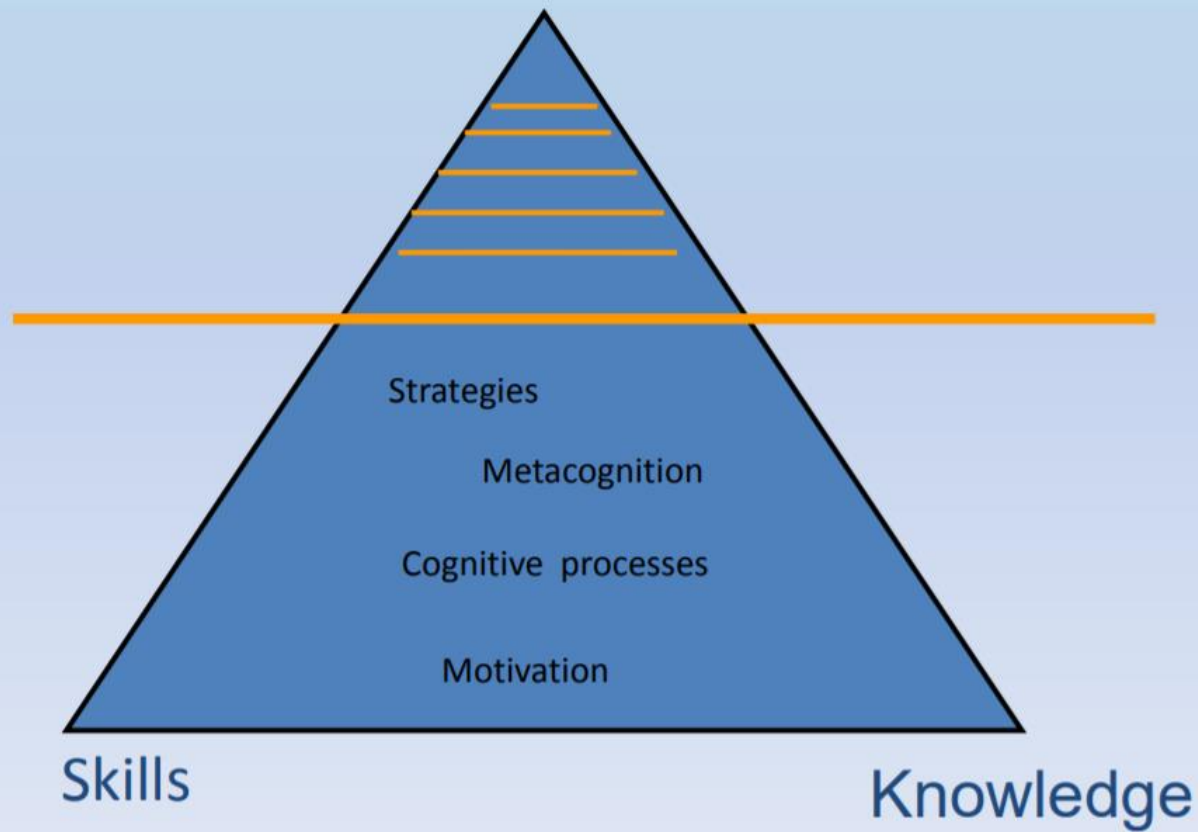 Strategies
Metacognition
Cognitive processes
Motivation
Skills
Knowledge